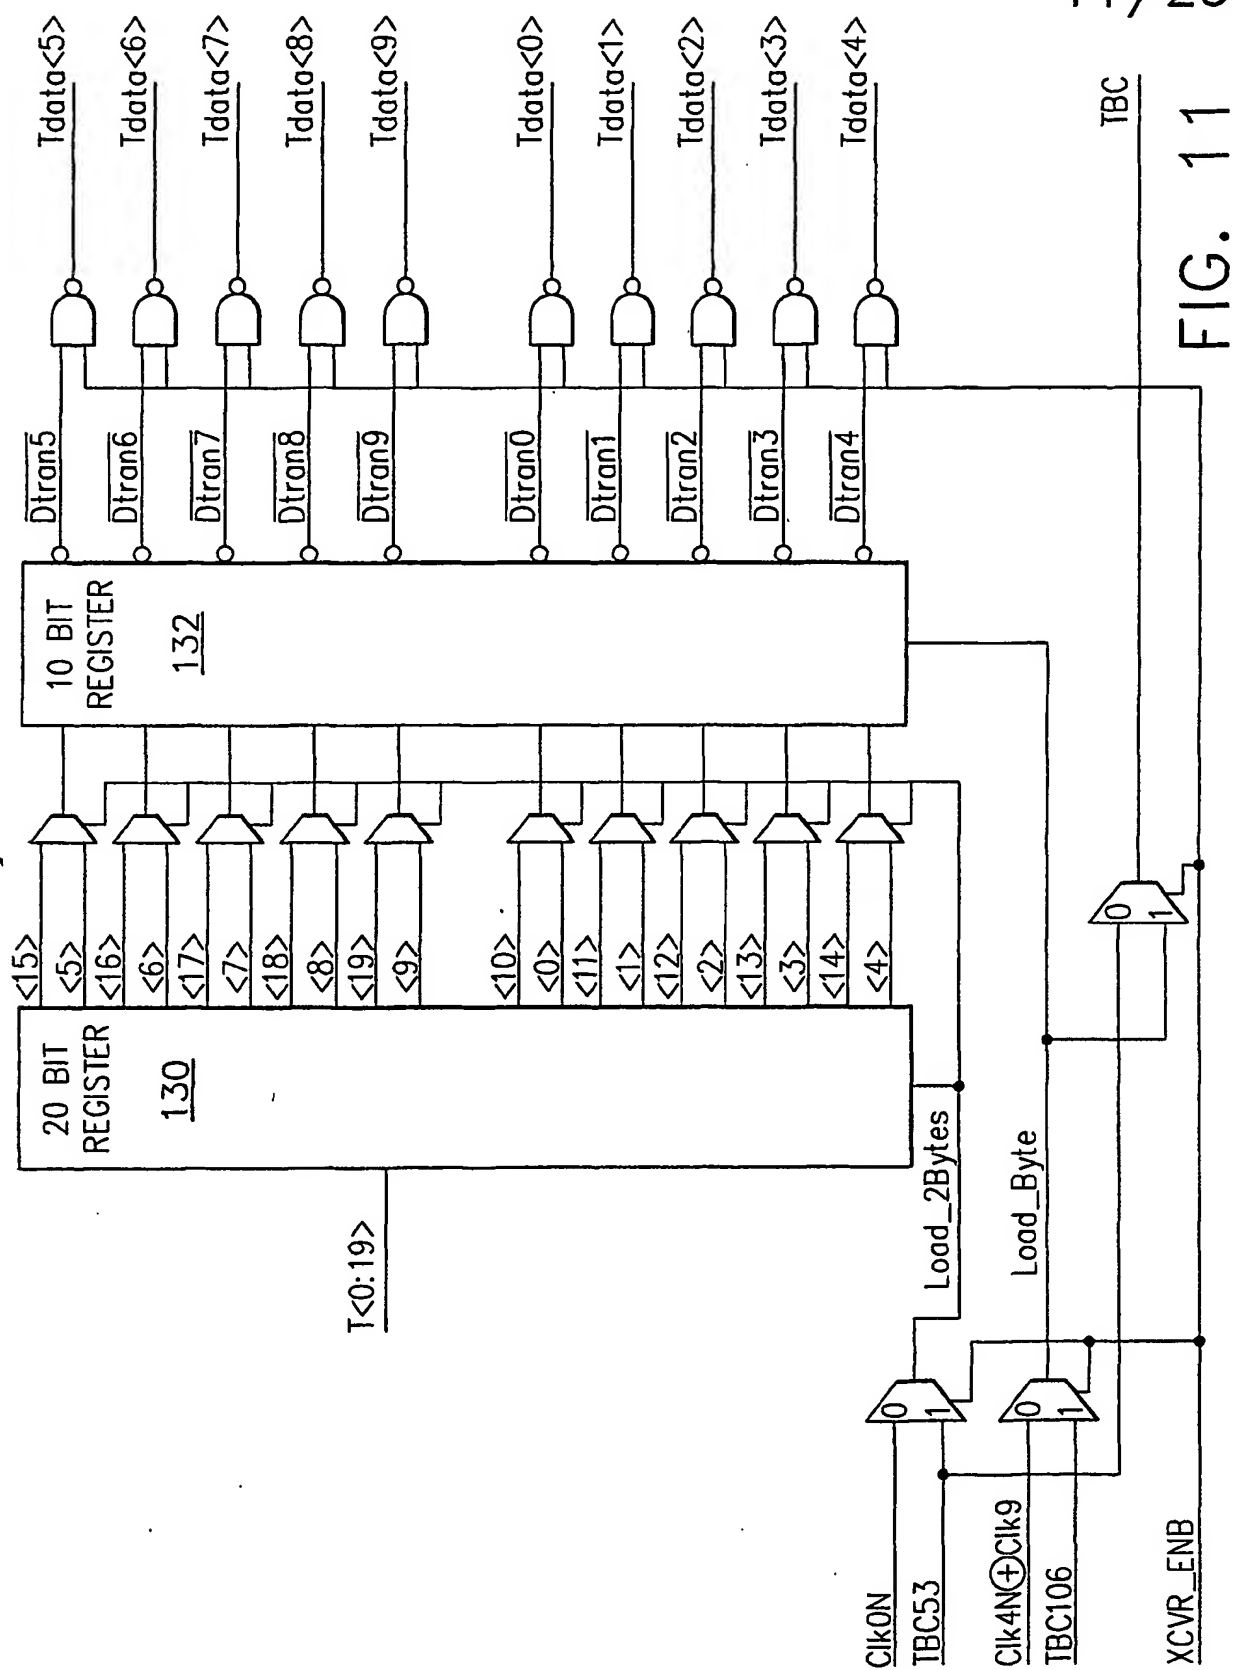 20 BIT
REGISTER
130
T<0:19>
<15>
<5>
<16>
<6>
<17>
<7>
<18>
<8>
<19>
<9>
<10>
<0>
<11>
<1>
<12>
<2>
<13>
<3>
<14>
<4>
10 BIT
REGISTER
132
Dtran5
Dtran6
Dtran7
Dtran8
Dtran9
Dtran0
Dtran1
Dtran2
Dtran3
Dtran4
Tdata<5>
Tdata<6>
Tdata<7>
Tdata<8>
Tdata<9>
Tdata<0>
Tdata<1>
Tdata<2>
Tdata<3>
Tdata<4>
Clk0N
TBC53
0
1
Load_2Bytes
Clk4N⊕Clk9
TBC106
0
1
Load_Byte
0
1
TBC
XCVR_ENB
FIG. 11